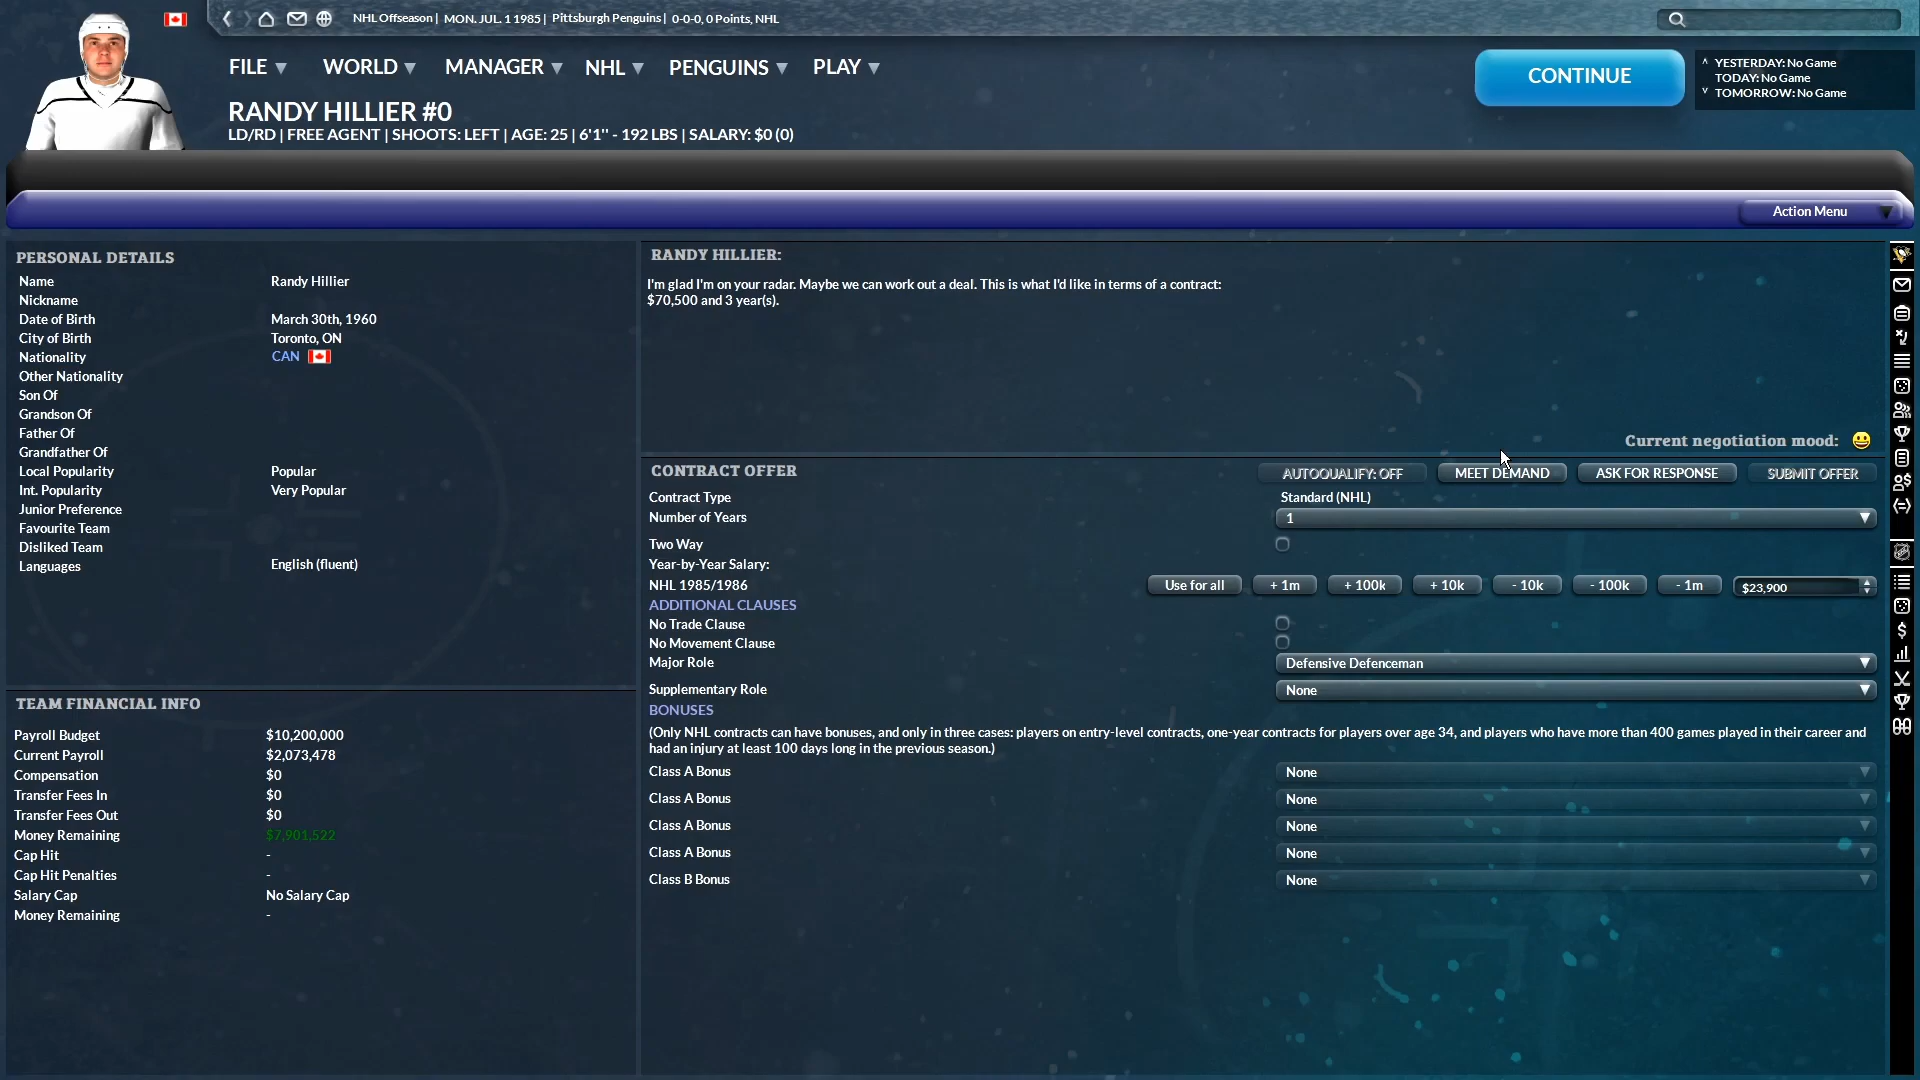 NHL Offseason | MON. JUL. 1 1985 | Pittsburgh Penguins | 0-0-0, 0 Points, NHL
FILE WORLD MANAGER NHL PENGUINS PLAY
CONTINUE
YESTERDAY: No Game
TODAY: No Game
TOMORROW: No Game
RANDY HILLIER #0
LD/RD | FREE AGENT | SHOOTS: LEFT | AGE: 25 | 6'1'' - 192 LBS | SALARY: $0 (0)
Action Menu
PERSONAL DETAILS
Name Randy Hillier
Nickname
Date of Birth March 30th, 1960
City of Birth Toronto, ON
Nationality CAN
Other Nationality
Son Of
Grandson Of
Father Of
Grandfather Of
Local Popularity Popular
Int. Popularity Very Popular
Junior Preference
Favourite Team
Disliked Team
Languages English (fluent)
TEAM FINANCIAL INFO
Payroll Budget $10,200,000
Current Payroll $2,073,478
Compensation $0
Transfer Fees In $0
Transfer Fees Out $0
Money Remaining $7,901,522
Cap Hit -
Cap Hit Penalties -
Salary Cap No Salary Cap
Money Remaining -
RANDY HILLIER:
I'm glad I'm on your radar. Maybe we can work out a deal. This is what I'd like in terms of a contract:
$70,500 and 3 year(s).
Current negotiation mood:
CONTRACT OFFER AUTOQUALIFY: OFF MEET DEMAND ASK FOR RESPONSE SUBMIT OFFER
Contract Type Standard (NHL)
Number of Years 1
Two Way
Year-by-Year Salary:
NHL 1985/1986 Use for all + 1m + 100k + 10k - 10k - 100k - 1m $23,900
ADDITIONAL CLAUSES
No Trade Clause
No Movement Clause
Major Role Defensive Defenceman
Supplementary Role None
BONUSES
(Only NHL contracts can have bonuses, and only in three cases: players on entry-level contracts, one-year contracts for players over age 34, and players who have more than 400 games played in their career and
had an injury at least 100 days long in the previous season.)
Class A Bonus None
Class A Bonus None
Class A Bonus None
Class A Bonus None
Class B Bonus None